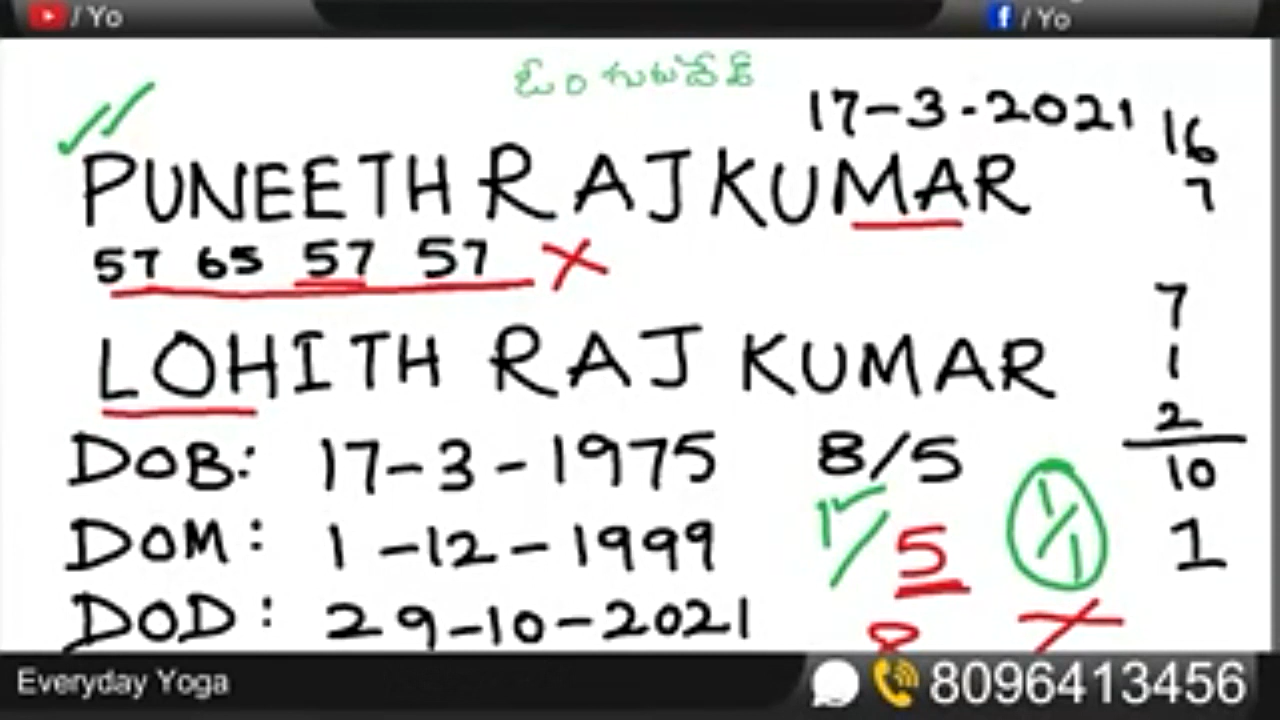 / Yo
f / Yo
ఓం గురుదేవ్
17-3-2021
16
7
PUNEETH RAJKUMAR
57 65 57 57
7
LOHITH RAJ KUMAR
1
2
DOB: 17-3-1975 8/5
10
DOM: 1-12-1999 1/5 1/1
1
DOD: 29-10-2021 8
Everyday Yoga
8096413456